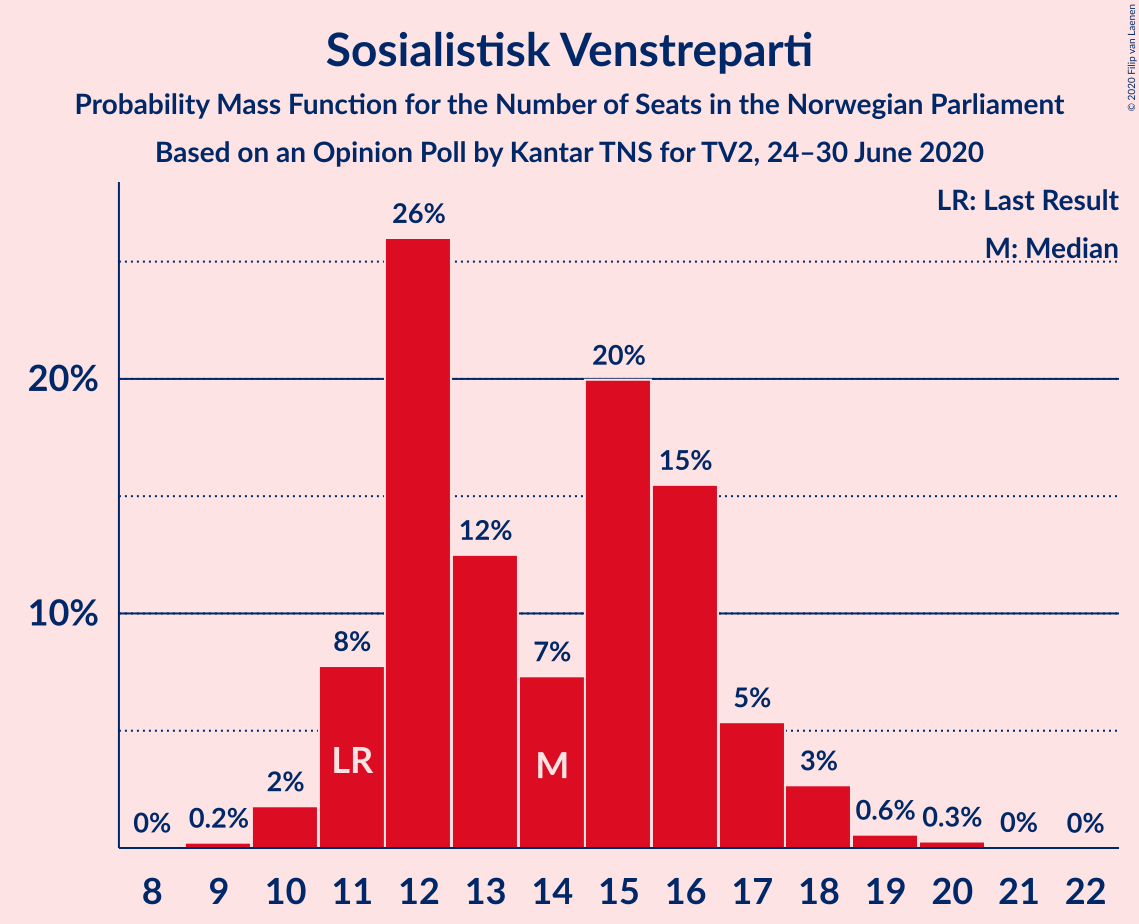 Sosialistisk Venstreparti
Probability Mass Function for the Number of Seats in the Norwegian Parliament
Based on an Opinion Poll by Kantar TNS for TV2, 24–30 June 2020
© 2020 Filip van Laenen
LR: Last Result
M: Median
20%
10%
0%
0.2%
2%
8%
26%
12%
7%
20%
15%
5%
3%
0.6%
0.3%
0%
0%
LR
M
8 9 10 11 12 13 14 15 16 17 18 19 20 21 22